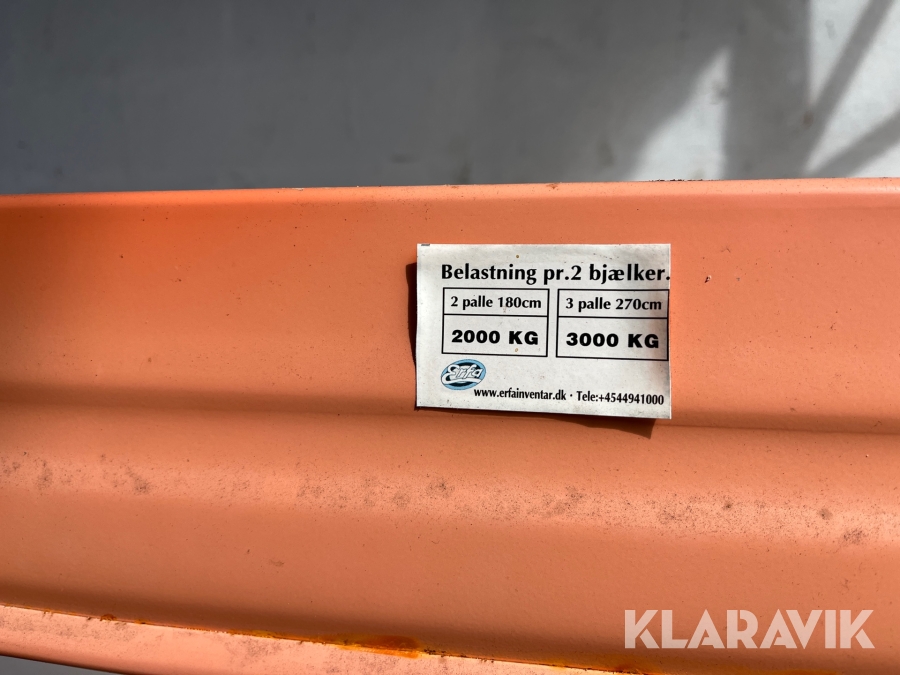 Belastning pr.2 bjælker.
2 palle 180cm
3 palle 270cm
2000 KG
3000 KG
Erfa
www.erfainventar.dk · Tele:+4544941000
KLARAVIK